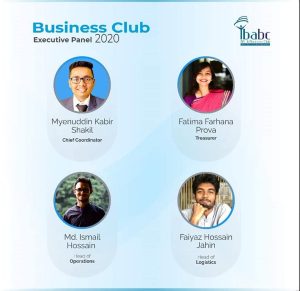 Business Club
Executive Panel 2020
ibabc
Myenuddin Kabir
Shakil
Chief Coordinator
Fatima Farhana
Prova
Treasurer
Md. Ismail
Hossain
Head of
Operations
Faiyaz Hossain
Jahin
Head of
Logistics